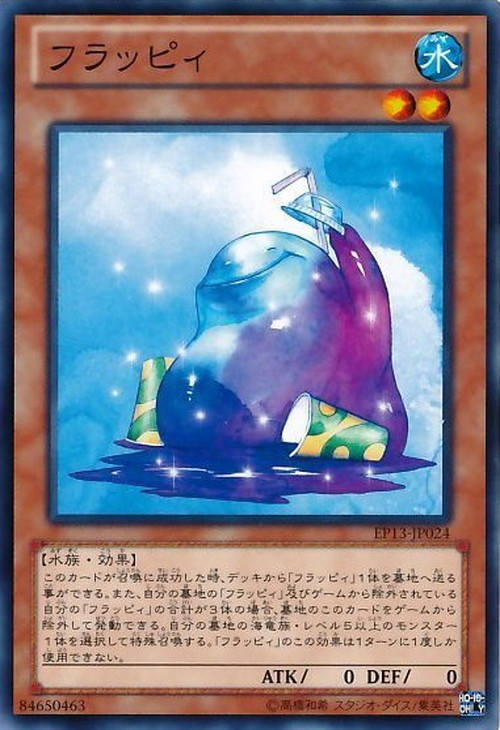 フラッピィ
水
EP13-JP024
【水族・効果】
このカードが召喚に成功した時、デッキから「フラッピィ」1体を墓地へ送る
事ができる。また、自分の墓地の「フラッピィ」及びゲームから除外されている
自分の「フラッピィ」の合計が3体の場合、墓地のこのカードをゲームから
除外して発動できる。自分の墓地の海竜族・レベル5以上のモンスター
1体を選択して特殊召喚する。「フラッピィ」のこの効果は1ターンに1度しか
使用できない。
ATK/ 0 DEF/ 0
84650463 ©高橋和希 スタジオ・ダイス/集英社